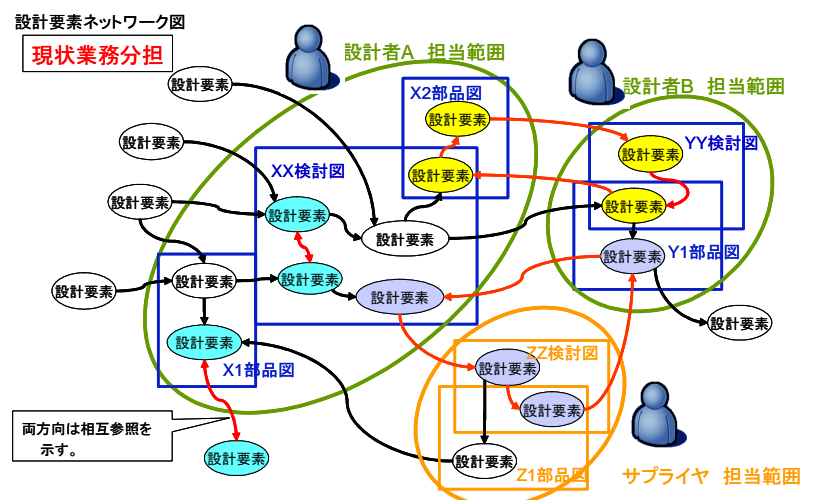 設計要素ネットワーク図
現状業務分担
設計者A 担当範囲
設計者B 担当範囲
設計要素
X2部品図
設計要素
設計要素
YY検討図
設計要素
XX検討図
設計要素
設計要素
設計要素
設計要素
設計要素
設計要素
設計要素
Y1部品図
設計要素
設計要素
設計要素
設計要素
設計要素
設計要素
設計要素
ZZ検討図
X1部品図
設計要素
設計要素
両方向は相互参照を
示す。
設計要素
設計要素
Z1部品図
サプライヤ 担当範囲